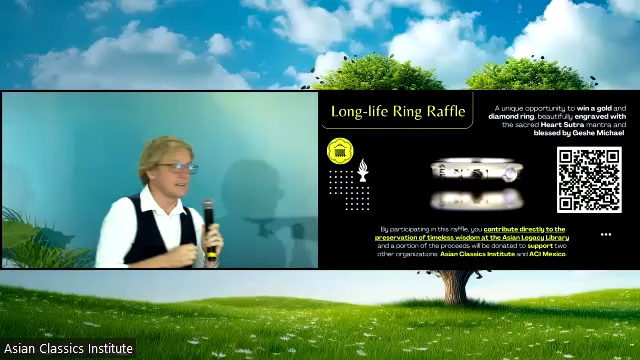 Long-life Ring Raffle
A unique opportunity to win a gold and
diamond ring, beautifully engraved with
the sacred Heart Sutra mantra and
blessed by Geshe Michael
By participating in this raffle, you contribute directly to the
preservation of timeless wisdom at the Asian Legacy Library
and a portion of the proceeds will be donated to support two
other organizations: Asian Classics Institute and ACI Mexico.
Asian Classics Institute